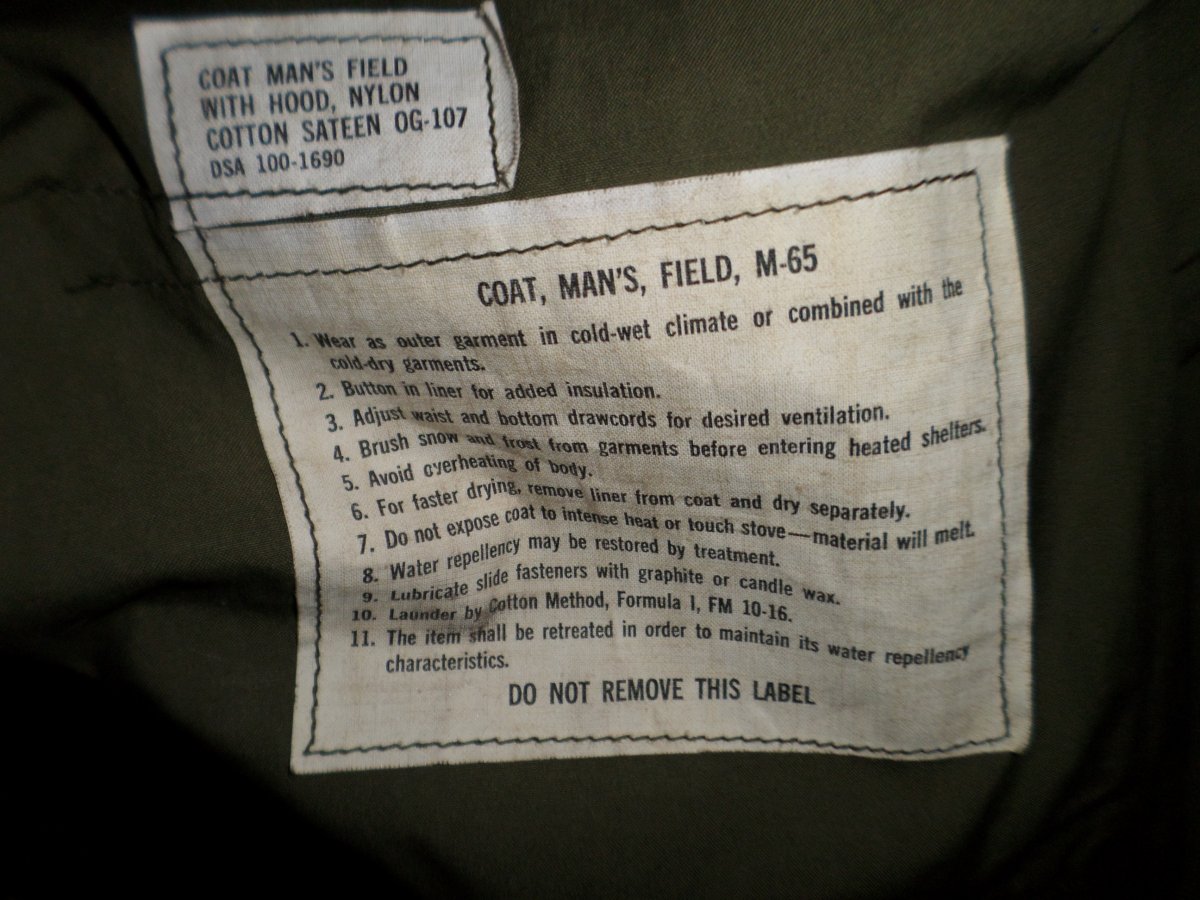 COAT MAN'S FIELD
WITH HOOD, NYLON
COTTON SATEEN OG-107
DSA 100-1690
COAT, MAN'S, FIELD, M-65
1. Wear as outer garment in cold-wet climate or combined with the
cold-dry garments.
2. Button in liner for added insulation.
3. Adjust waist and bottom drawcords for desired ventilation.
4. Brush snow and frost from garments before entering heated shelters.
5. Avoid overheating of body.
6. For faster drying, remove liner from coat and dry separately.
7. Do not expose coat to intense heat or touch stove—material will melt.
8. Water repellency may be restored by treatment.
9. Lubricate slide fasteners with graphite or candle wax.
10. Launder by Cotton Method, Formula I, FM 10-16.
11. The item shall be retreated in order to maintain its water repellency
characteristics.
DO NOT REMOVE THIS LABEL